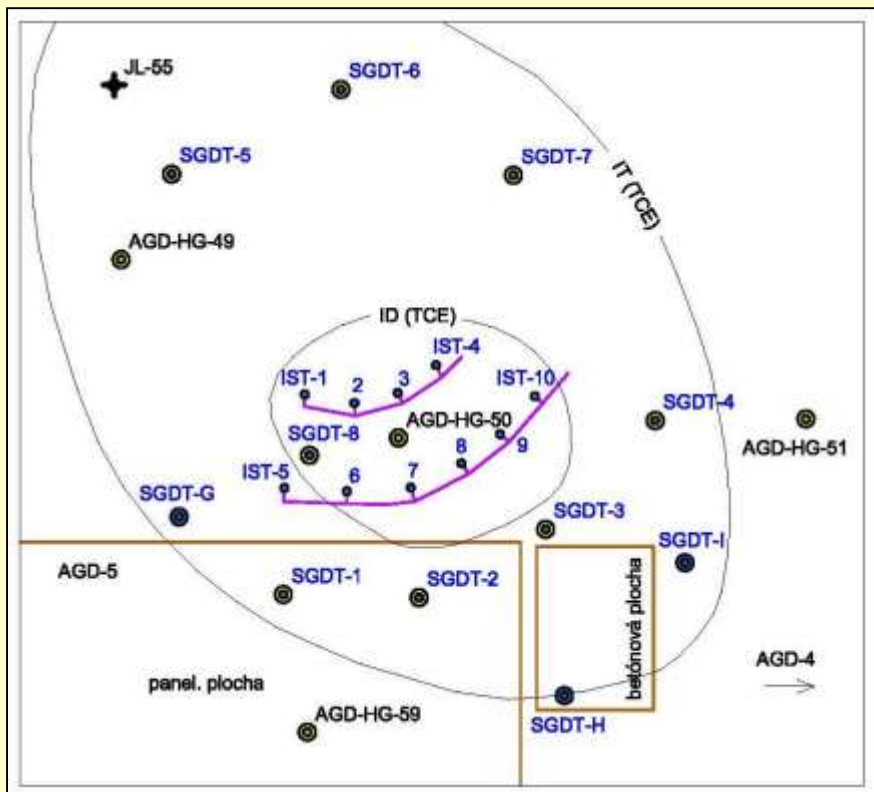 JL-55
SGDT-6
SGDT-5
SGDT-7
IT (TCE)
AGD-HG-49
ID (TCE)
IST-4
IST-1
2
3
IST-10
SGDT-4
AGD-HG-50
AGD-HG-51
SGDT-8
9
8
IST-5
6
7
SGDT-G
SGDT-3
SGDT-I
AGD-5
SGDT-1
SGDT-2
betónová plocha
AGD-4
panel. plocha
AGD-HG-59
SGDT-H